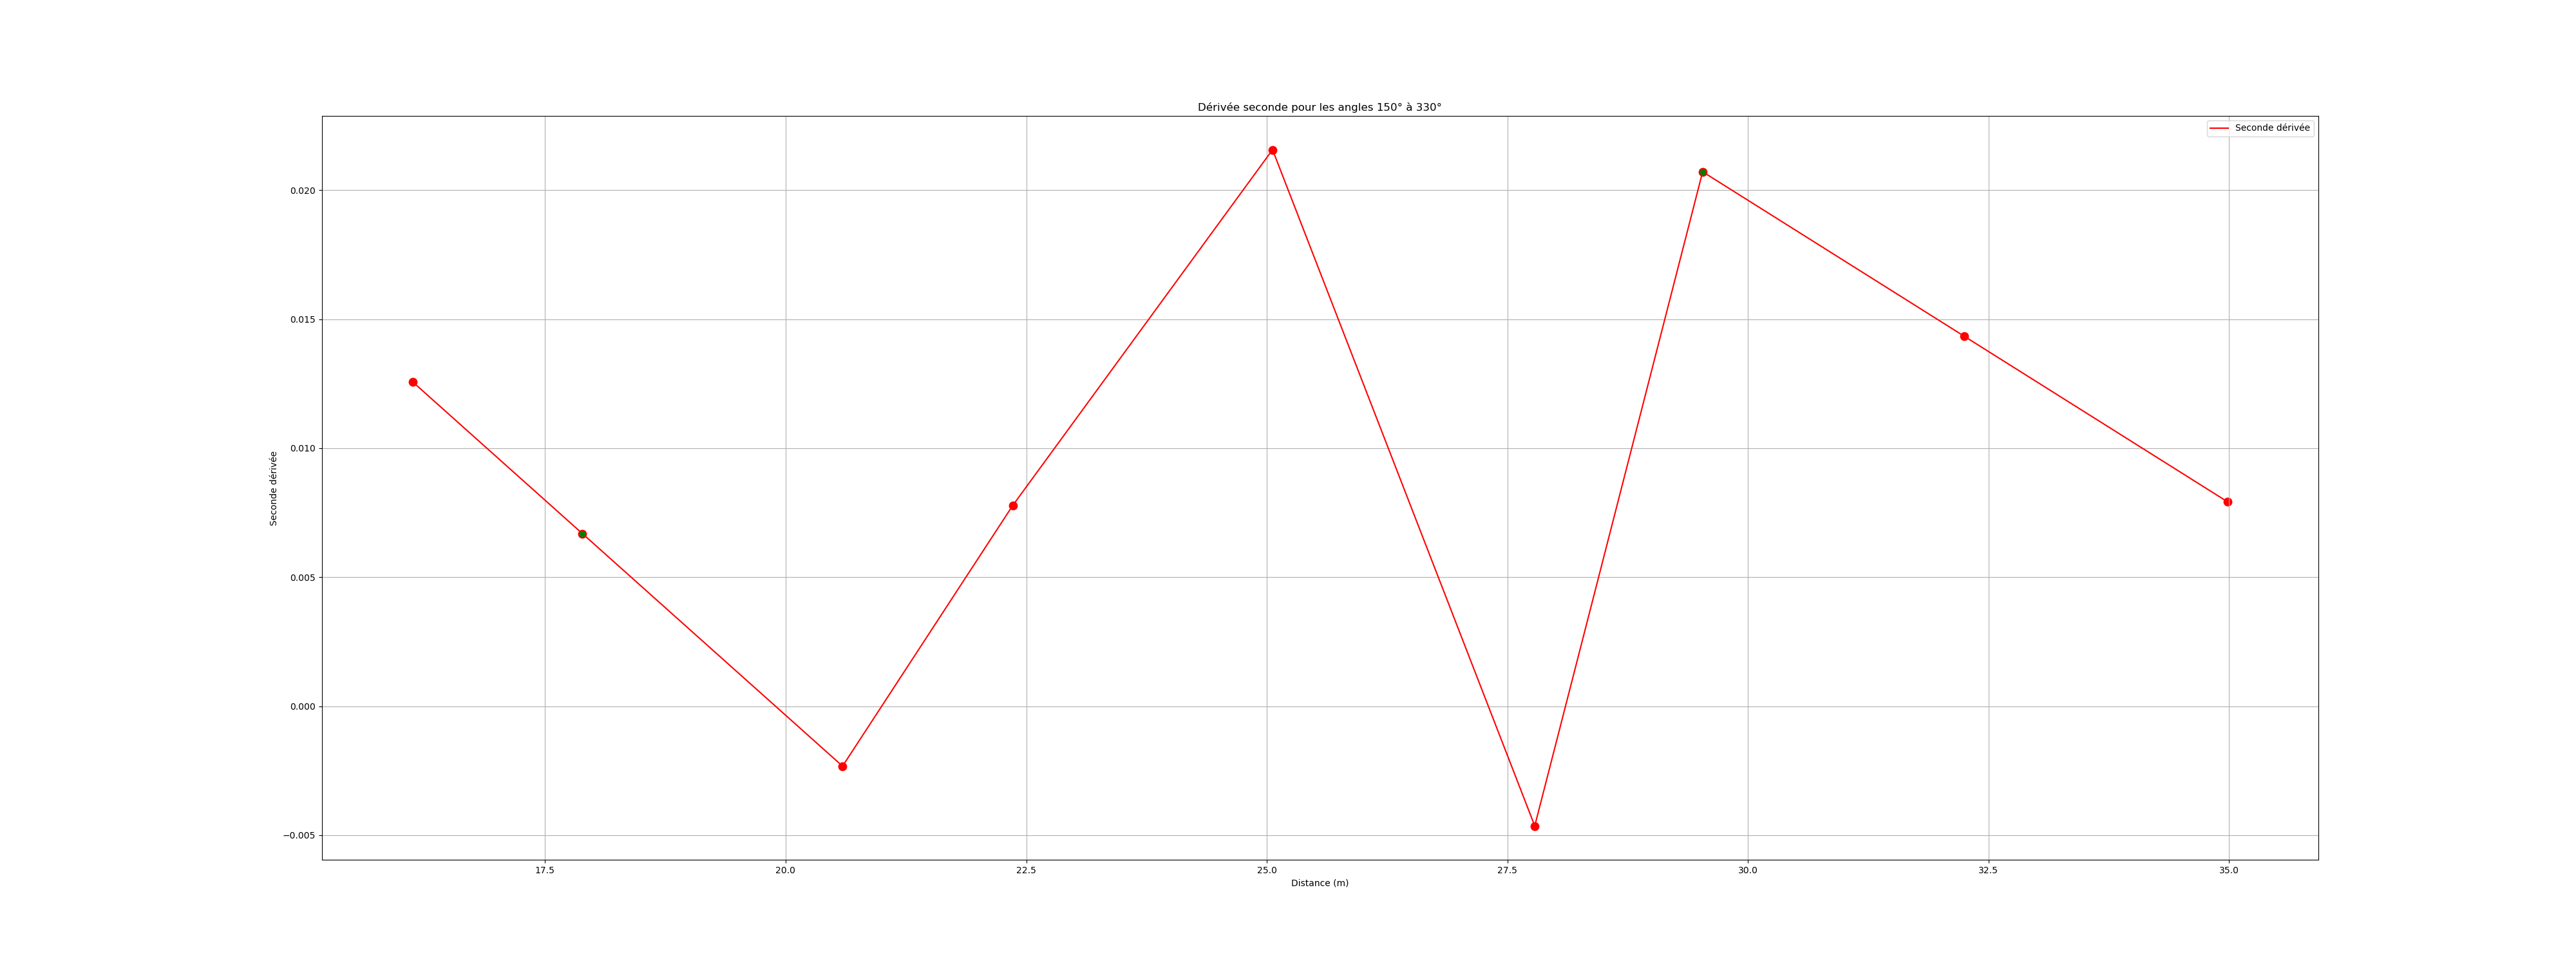 Dérivée seconde pour les angles 150° à 330°
Seconde dérivée
0.020
0.015
0.010
0.005
0.000
−0.005
Seconde dérivée
17.5 20.0 22.5 25.0 27.5 30.0 32.5 35.0
Distance (m)